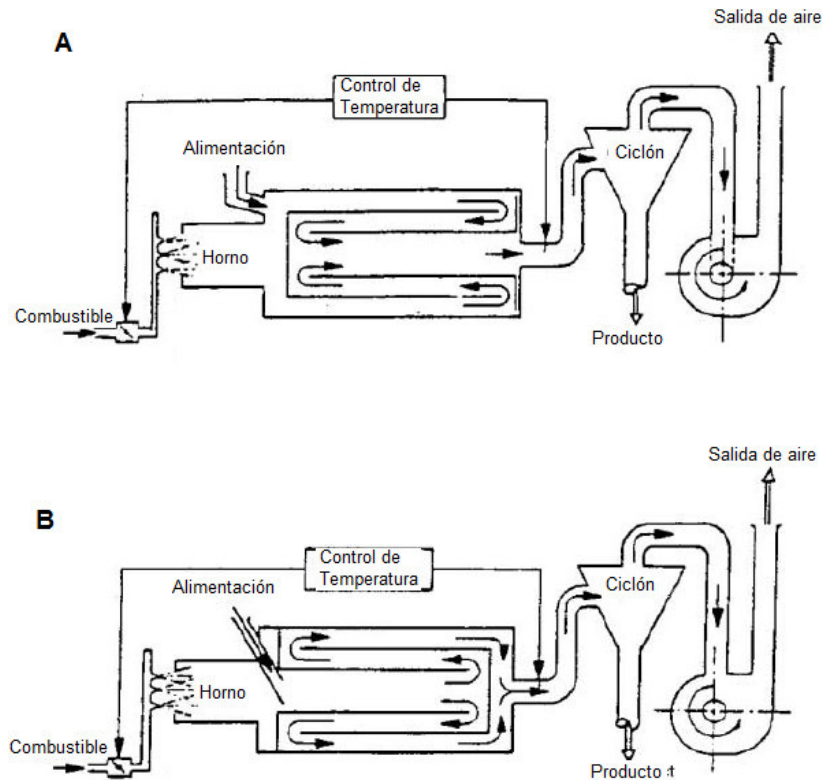 Salida de aire
A
Control de
Temperatura
Alimentación
Ciclón
Horno
Combustible
Producto
Salida de aire
B
Control de
Temperatura
Alimentación
Ciclón
Horno
Combustible
Producto